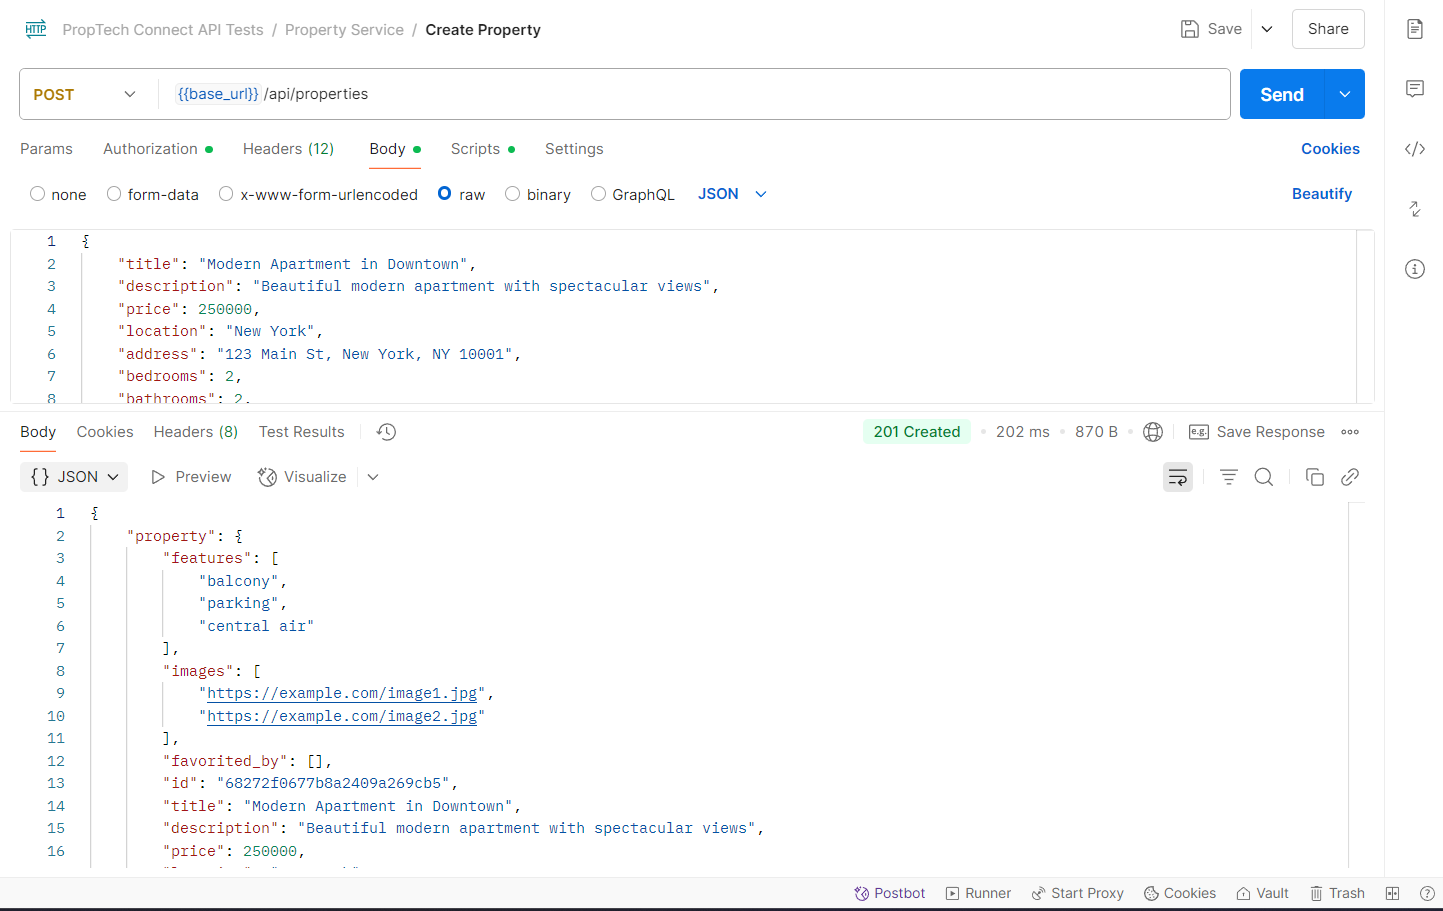 HTTP PropTech Connect API Tests / Property Service / Create Property Save Share
POST {{base_url}}/api/properties Send
Params Authorization Headers (12) Body Scripts Settings Cookies
none form-data x-www-form-urlencoded raw binary GraphQL JSON Beautify
1 {
2 "title": "Modern Apartment in Downtown",
3 "description": "Beautiful modern apartment with spectacular views",
4 "price": 250000,
5 "location": "New York",
6 "address": "123 Main St, New York, NY 10001",
7 "bedrooms": 2,
8 "bathrooms": 2,
Body Cookies Headers (8) Test Results 201 Created 202 ms 870 B e.g. Save Response
{} JSON Preview Visualize
1 {
2 "property": {
3 "features": [
4 "balcony",
5 "parking",
6 "central air"
7 ],
8 "images": [
9 "https://example.com/image1.jpg",
10 "https://example.com/image2.jpg"
11 ],
12 "favorited_by": [],
13 "id": "68272f0677b8a2409a269cb5",
14 "title": "Modern Apartment in Downtown",
15 "description": "Beautiful modern apartment with spectacular views",
16 "price": 250000,
Postbot Runner Start Proxy Cookies Vault Trash